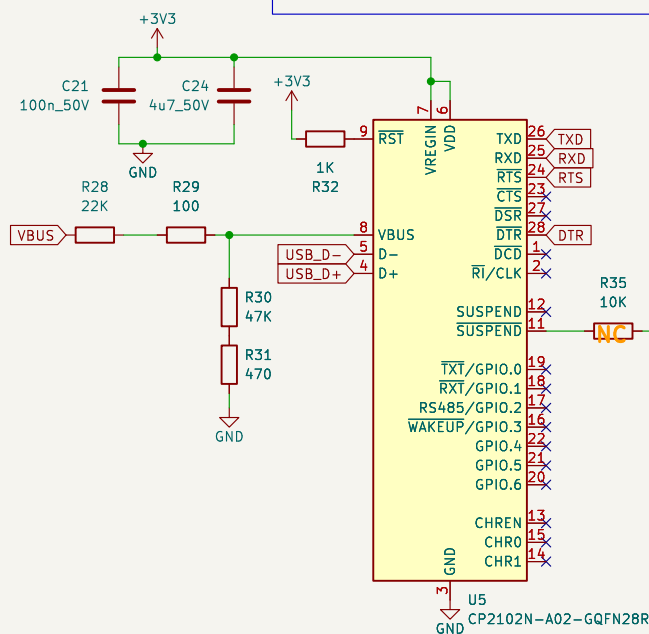 +3V3
C21
100n_50V
C24
4u7_50V
+3V3
GND
9
RST
1K
R32
7
6
VREGIN
VDD
TXD
26
TXD
RXD
25
RXD
RTS
24
RTS
CTS
23
DSR
27
DTR
28
DTR
DCD
1
RI/CLK
2
R28
22K
R29
100
VBUS
8
VBUS
USB_D-
5
D-
USB_D+
4
D+
R30
47K
R31
470
GND
SUSPEND
12
SUSPEND
11
R35
10K
NC
TXT/GPIO.0
19
RXT/GPIO.1
18
RS485/GPIO.2
17
WAKEUP/GPIO.3
16
GPIO.4
22
GPIO.5
21
GPIO.6
20
CHREN
13
CHR0
15
CHR1
14
GND
3
U5
CP2102N-A02-GQFN28R
GND